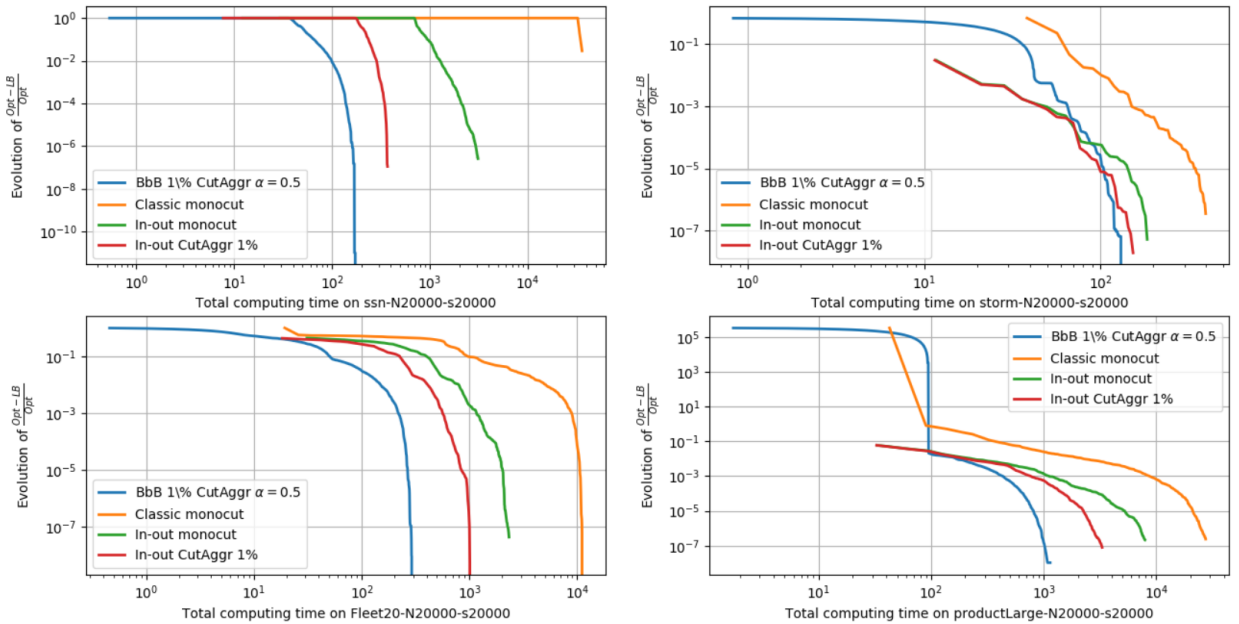 Evolution of \frac{Opt-LB}{Opt}
10^0
10^{-2}
10^{-4}
10^{-6}
10^{-8}
10^{-10}
BbB 1\% CutAggr α = 0.5
Classic monocut
In-out monocut
In-out CutAggr 1%
10^0 10^1 10^2 10^3 10^4
Total computing time on ssn-N20000-s20000
Evolution of \frac{Opt-LB}{Opt}
10^{-1}
10^{-3}
10^{-5}
10^{-7}
BbB 1\% CutAggr α = 0.5
Classic monocut
In-out monocut
In-out CutAggr 1%
10^0 10^1 10^2
Total computing time on storm-N20000-s20000
Evolution of \frac{Opt-LB}{Opt}
10^{-1}
10^{-3}
10^{-5}
10^{-7}
BbB 1\% CutAggr α = 0.5
Classic monocut
In-out monocut
In-out CutAggr 1%
10^0 10^1 10^2 10^3 10^4
Total computing time on Fleet20-N20000-s20000
Evolution of \frac{Opt-LB}{Opt}
10^5
10^3
10^1
10^{-1}
10^{-3}
10^{-5}
10^{-7}
BbB 1\% CutAggr α = 0.5
Classic monocut
In-out monocut
In-out CutAggr 1%
10^1 10^2 10^3 10^4
Total computing time on productLarge-N20000-s20000